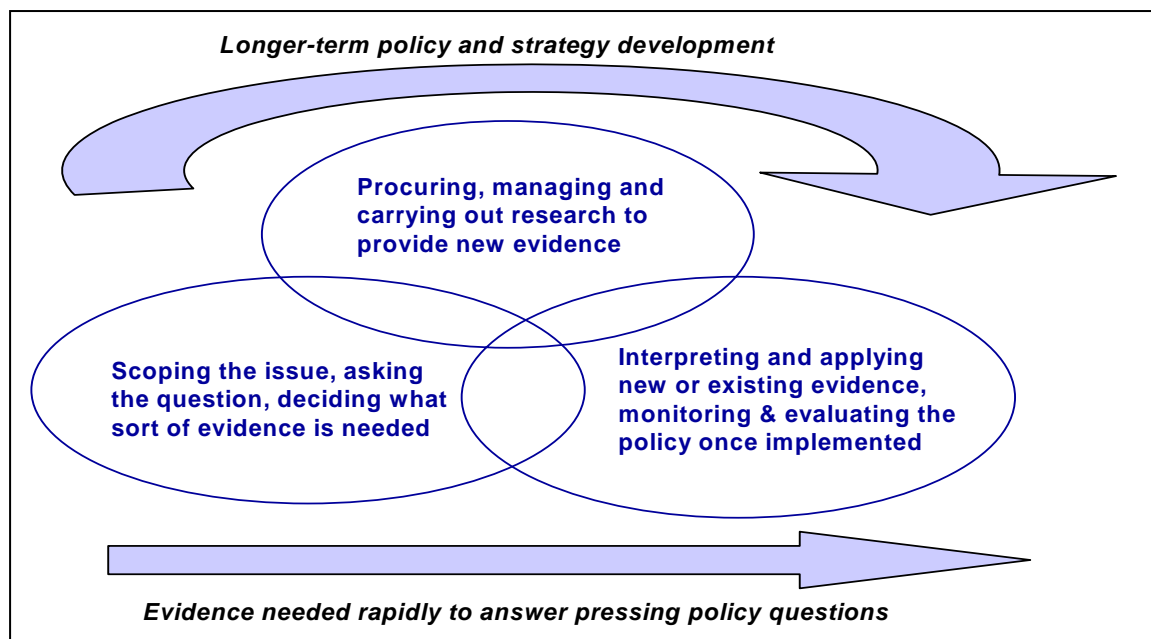 Longer-term policy and strategy development
Procuring, managing and
carrying out research to
provide new evidence
Scoping the issue, asking
the question, deciding what
sort of evidence is needed
Interpreting and applying
new or existing evidence,
monitoring & evaluating the
policy once implemented
Evidence needed rapidly to answer pressing policy questions